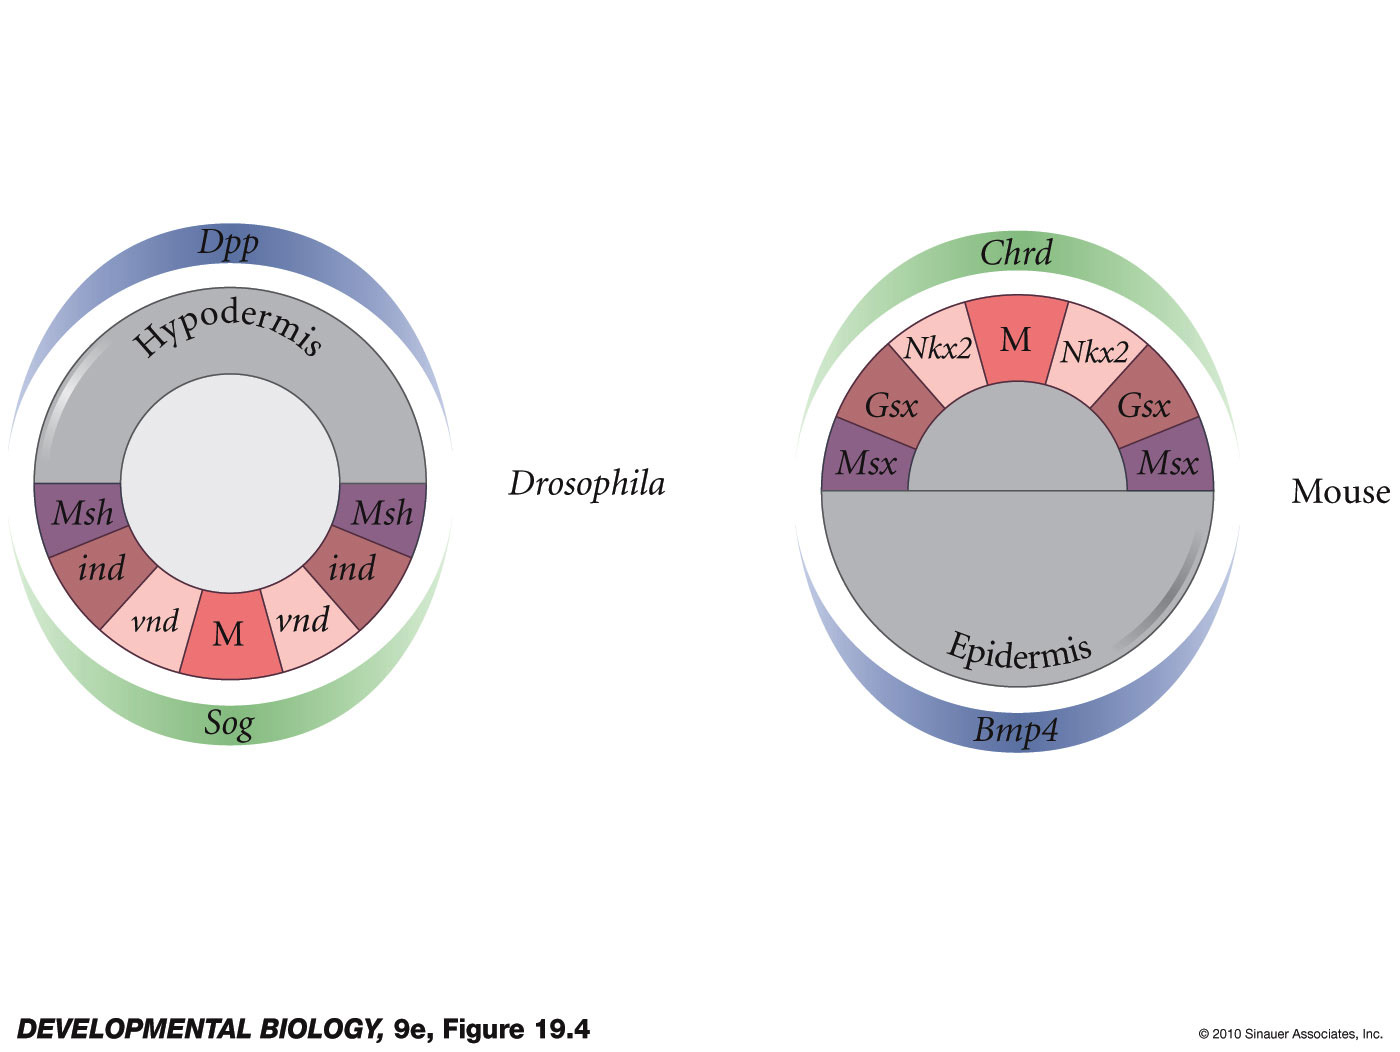 Dpp
Hypodermis
Msh
Msh
ind
ind
vnd
M
vnd
Sog
Drosophila
Chrd
Nkx2
M
Nkx2
Gsx
Gsx
Msx
Msx
Epidermis
Bmp4
Mouse
DEVELOPMENTAL BIOLOGY, 9e, Figure 19.4
© 2010 Sinauer Associates, Inc.